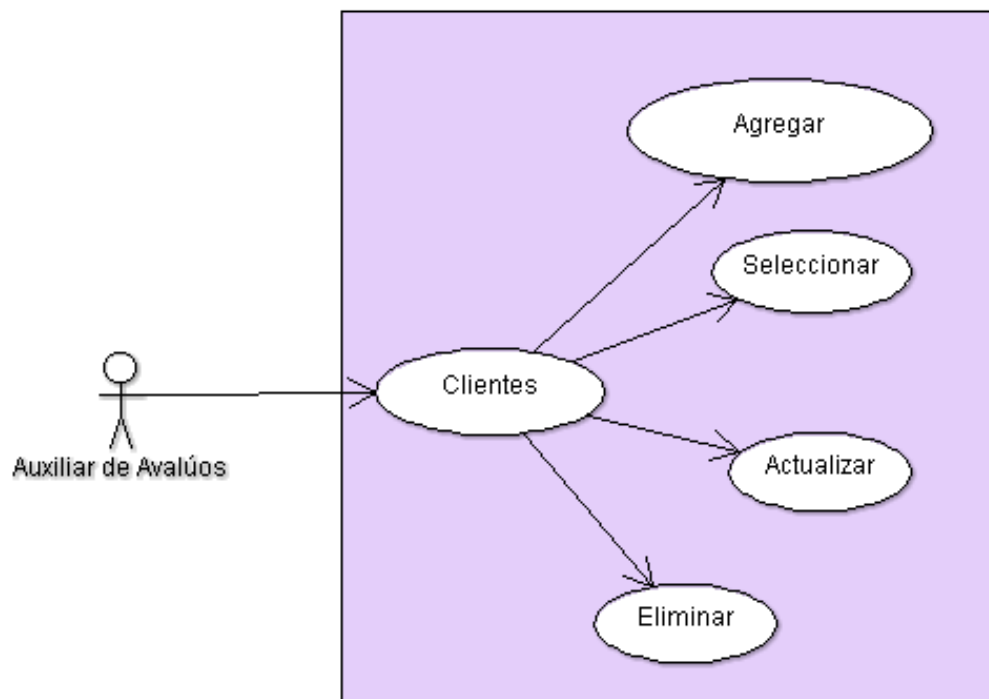 Agregar
Seleccionar
Clientes
Auxiliar de Avalúos
Actualizar
Eliminar